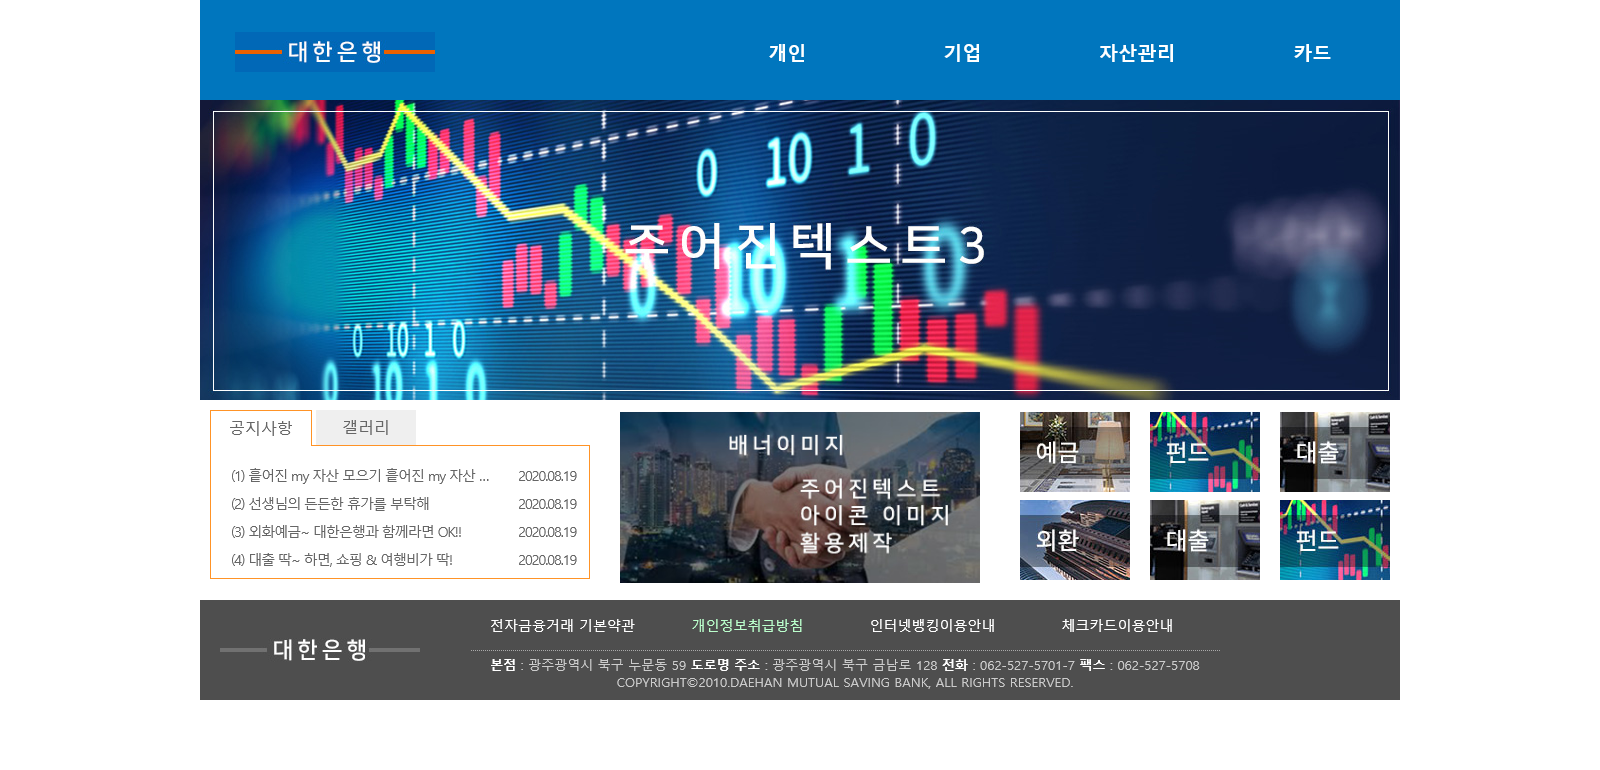 대한은행
개인 기업 자산관리 카드
0 10 1 0
주어진텍스트3
0 10 1 0
0 10 1 0
0 10 1 0
공지사항 갤러리
(1) 흩어진 my 자산 모으기 흩어진 my 자산 ... 2020.08.19
(2) 선생님의 든든한 휴가를 부탁해 2020.08.19
(3) 외화예금~ 대한은행과 함께라면 OK!! 2020.08.19
(4) 대출 딱~ 하면, 쇼핑 & 여행비가 딱! 2020.08.19
배너이미지
주어진텍스트
아이콘 이미지
활용제작
예금 펀드 대출
외환 대출 펀드
대한은행
전자금융거래 기본약관 개인정보취급방침 인터넷뱅킹이용안내 체크카드이용안내
본점 : 광주광역시 북구 누문동 59 도로명 주소 : 광주광역시 북구 금남로 128 전화 : 062-527-5701-7 팩스 : 062-527-5708
COPYRIGHT©2010.DAEHAN MUTUAL SAVING BANK, ALL RIGHTS RESERVED.